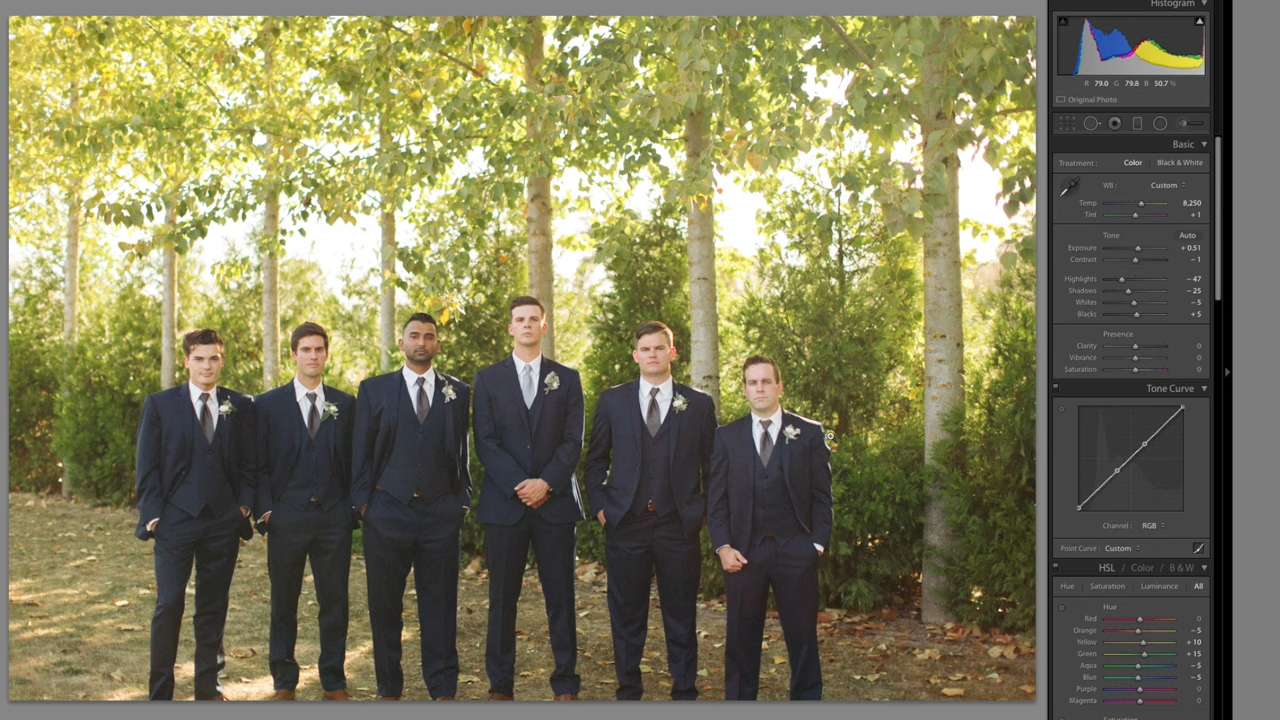 Histogram
R 79.0 G 79.8 B 50.7 %
Original Photo
Basic
Treatment : Color Black & White
WB : Custom
Temp 8,250
Tint + 1
Tone Auto
Exposure + 0.51
Contrast − 1
Highlights − 47
Shadows − 25
Whites − 5
Blacks + 5
Presence
Clarity 0
Vibrance 0
Saturation 0
Tone Curve
Channel : RGB
Point Curve : Custom
HSL / Color / B & W
Hue Saturation Luminance All
Hue
Red 0
Orange − 5
Yellow + 10
Green + 15
Aqua − 5
Blue − 5
Purple 0
Magenta 0